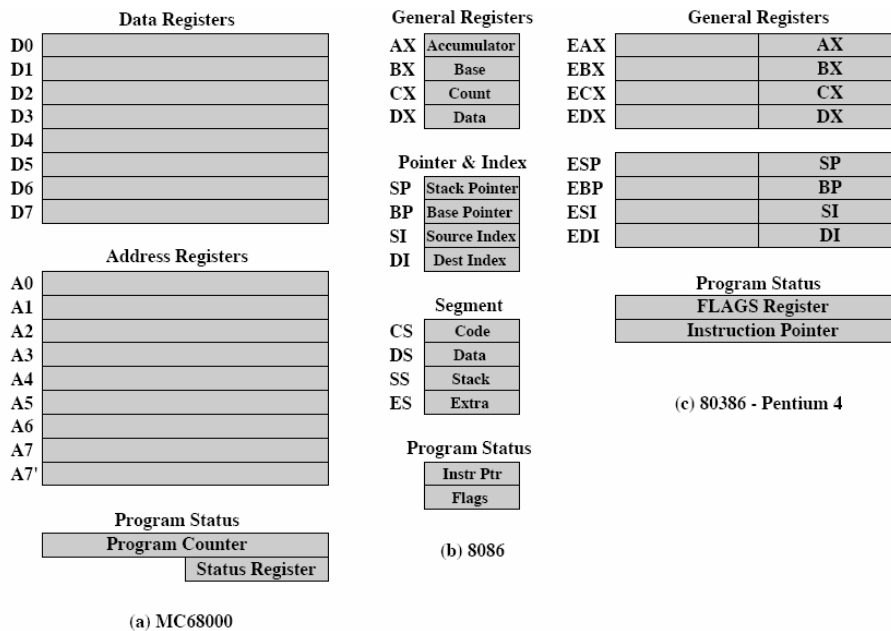 Data Registers
D0
D1
D2
D3
D4
D5
D6
D7
Address Registers
A0
A1
A2
A3
A4
A5
A6
A7
A7'
Program Status
Program Counter
Status Register
(a) MC68000
General Registers
AX Accumulator
BX Base
CX Count
DX Data
Pointer & Index
SP Stack Pointer
BP Base Pointer
SI Source Index
DI Dest Index
Segment
CS Code
DS Data
SS Stack
ES Extra
Program Status
Instr Ptr
Flags
(b) 8086
General Registers
EAX AX
EBX BX
ECX CX
EDX DX
ESP SP
EBP BP
ESI SI
EDI DI
Program Status
FLAGS Register
Instruction Pointer
(c) 80386 - Pentium 4